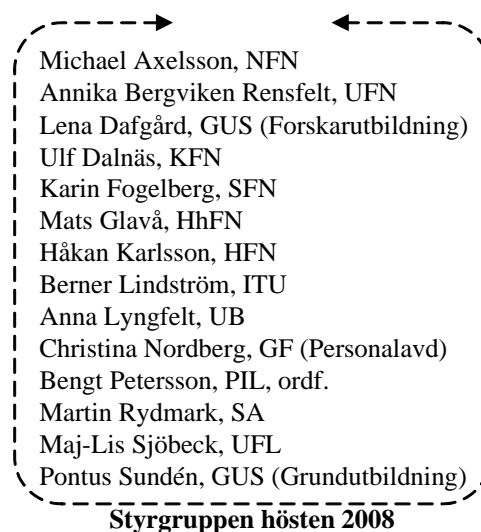 Michael Axelsson, NFN
Annika Bergviken Rensfelt, UFN
Lena Dafgård, GUS (Forskarutbildning)
Ulf Dalnäs, KFN
Karin Fogelberg, SFN
Mats Glavå, HhFN
Håkan Karlsson, HFN
Berner Lindström, ITU
Anna Lyngfelt, UB
Christina Nordberg, GF (Personalavd)
Bengt Petersson, PIL, ordf.
Martin Rydmark, SA
Maj-Lis Sjöbeck, UFL
Pontus Sundén, GUS (Grundutbildning)
Styrgruppen hösten 2008